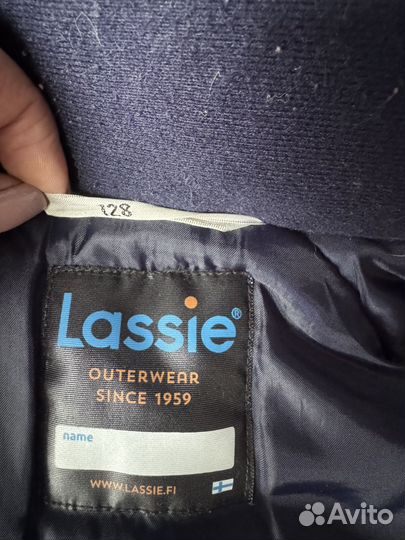 128
Lassie®
OUTERWEAR
SINCE 1959
name
WWW.LASSIE.FI
Avito